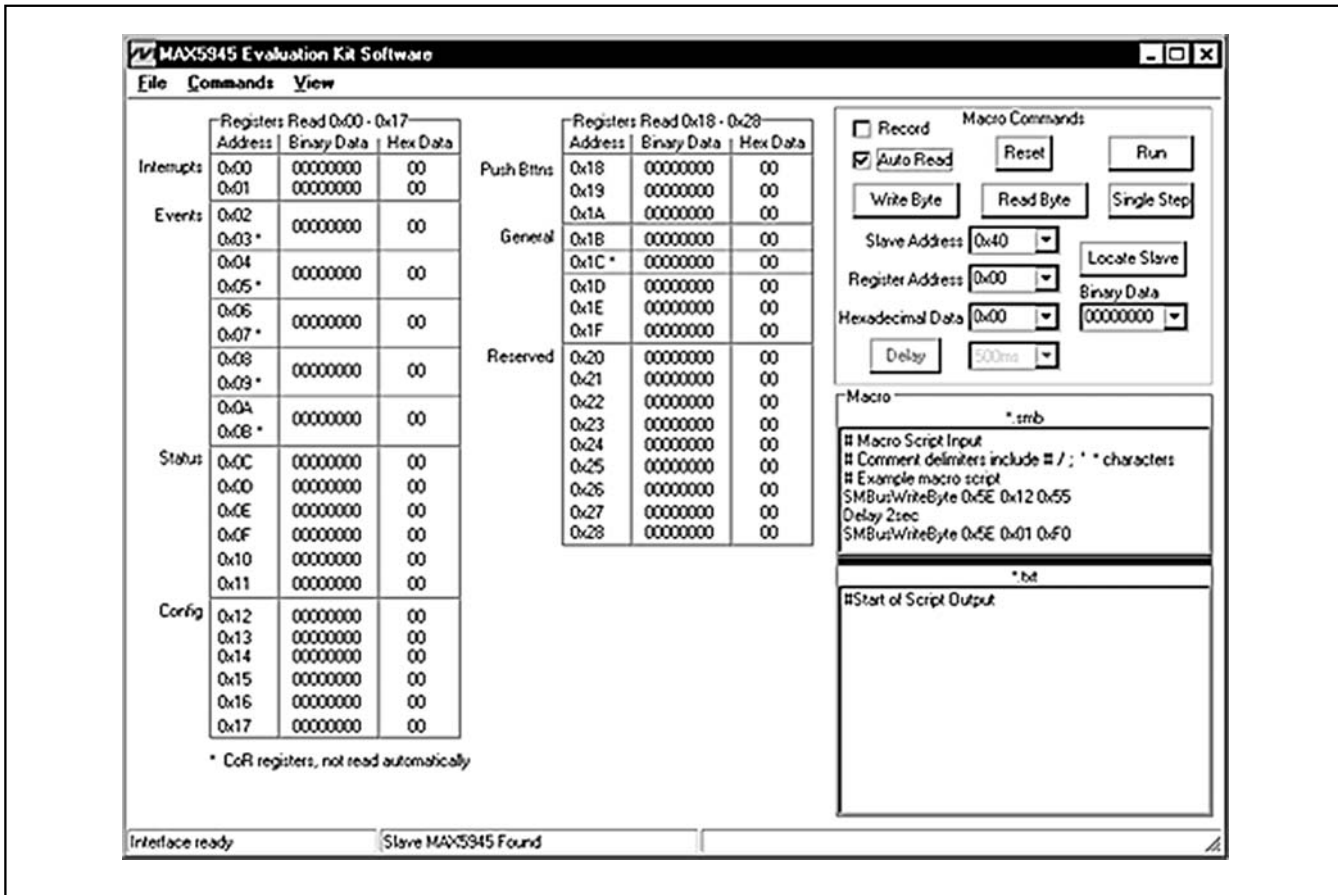 MAX5945 Evaluation Kit Software
File Commands View
Registers Read 0x00 - 0x17
Address Binary Data Hex Data
Interrupts 0x00 00000000 00
0x01 00000000 00
Events 0x02
0x03 * 00000000 00
0x04
0x05 * 00000000 00
0x06
0x07 * 00000000 00
0x08
0x09 * 00000000 00
0x0A
0x0B * 00000000 00
Status 0x0C 00000000 00
0x0D 00000000 00
0x0E 00000000 00
0x0F 00000000 00
0x10 00000000 00
0x11 00000000 00
Config 0x12 00000000 00
0x13 00000000 00
0x14 00000000 00
0x15 00000000 00
0x16 00000000 00
0x17 00000000 00
* CoR registers, not read automatically
Registers Read 0x18 - 0x28
Address Binary Data Hex Data
Push Bttns 0x18 00000000 00
0x19 00000000 00
0x1A 00000000 00
General 0x1B 00000000 00
0x1C * 00000000 00
0x1D 00000000 00
0x1E 00000000 00
0x1F 00000000 00
Reserved 0x20 00000000 00
0x21 00000000 00
0x22 00000000 00
0x23 00000000 00
0x24 00000000 00
0x25 00000000 00
0x26 00000000 00
0x27 00000000 00
0x28 00000000 00
Macro Commands
Record
Auto Read Reset Run
Write Byte Read Byte Single Step
Slave Address 0x40
Locate Slave
Register Address 0x00
Binary Data
Hexadecimal Data 0x00 00000000
Delay 500ms
Macro
*.smb
# Macro Script Input
# Comment delimiters include # / ; ' * characters
# Example macro script
SMBusWriteByte 0x5E 0x12 0x55
Delay 2sec
SMBusWriteByte 0x5E 0x01 0xF0
*.txt
#Start of Script Output
Interface ready Slave MAX5945 Found